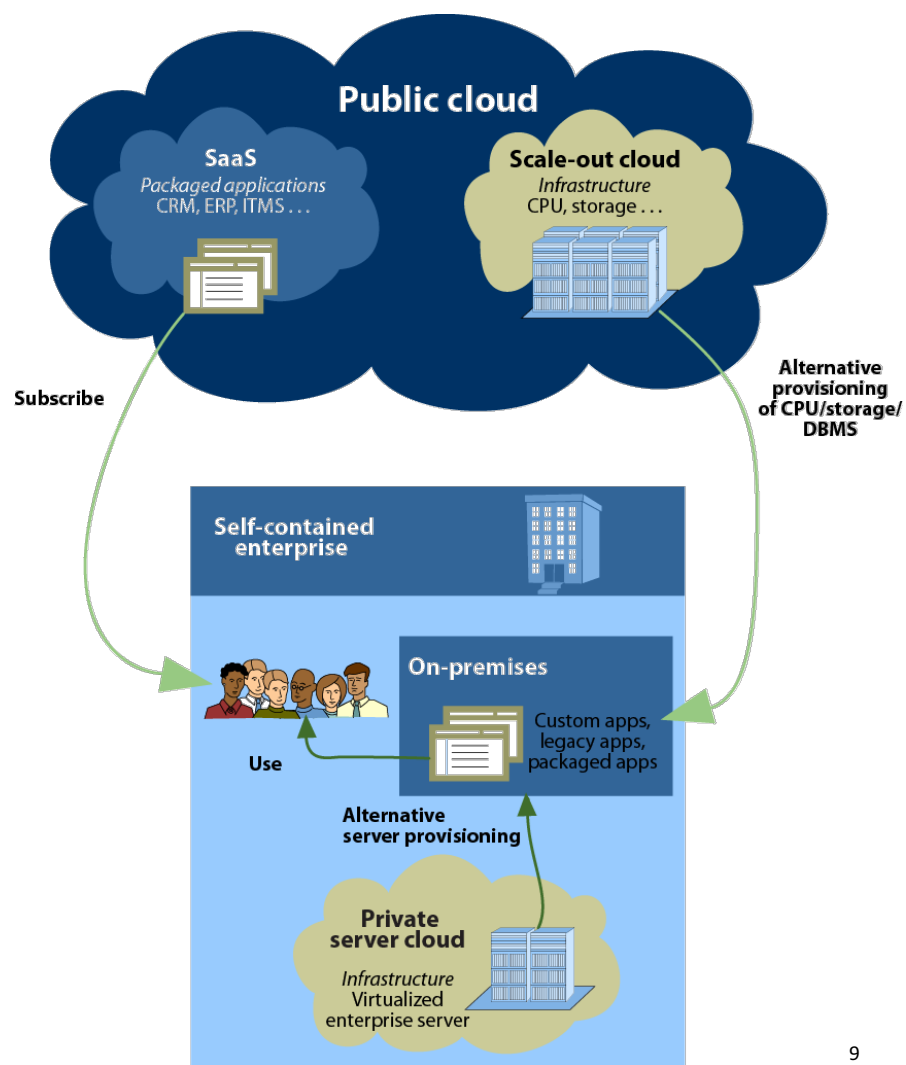 Public cloud
SaaS
Packaged applications
CRM, ERP, ITMS . . .
Scale-out cloud
Infrastructure
CPU, storage . . .
Subscribe
Alternative
provisioning
of CPU/storage/
DBMS
Self-contained
enterprise
On-premises
Custom apps,
legacy apps,
packaged apps
Use
Alternative
server provisioning
Private
server cloud
Infrastructure
Virtualized
enterprise server
9